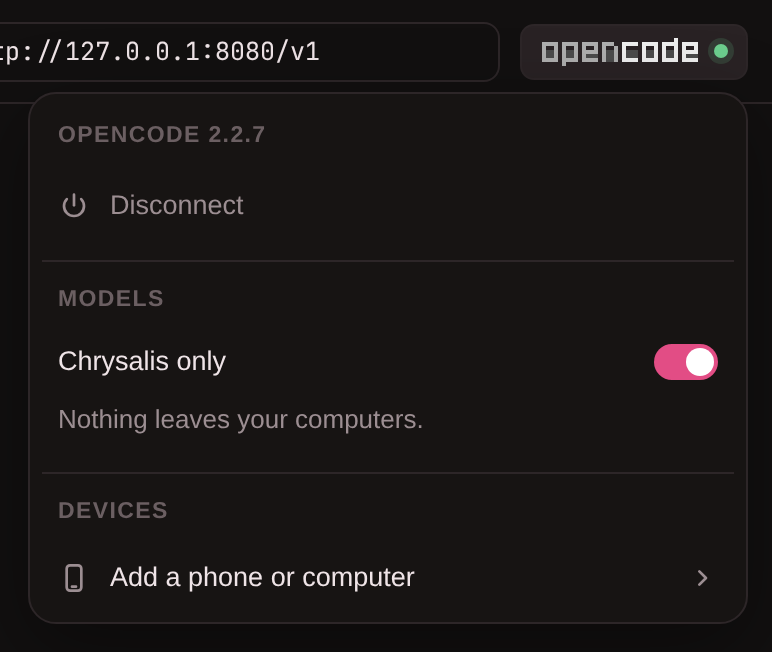 tp://127.0.0.1:8080/v1
opencode
OPENCODE 2.2.7
Disconnect
MODELS
Chrysalis only
Nothing leaves your computers.
DEVICES
Add a phone or computer